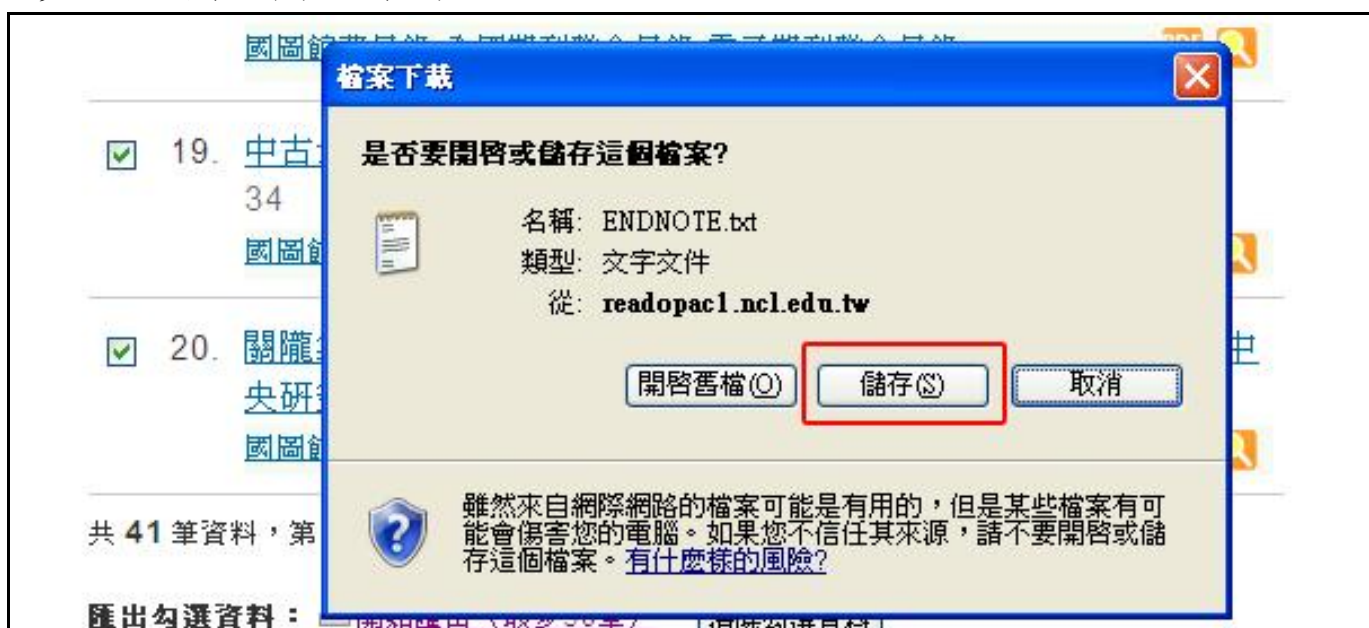 國圖館
檔案下載
19. 中古
34
國圖館
是否要開啟或儲存這個檔案?
名稱: ENDNOTE.txt
類型: 文字文件
從: readopac1.ncl.edu.tw
20. 關隴
中
央研
國圖館
開啟舊檔(O) 儲存(S) 取消
雖然來自網際網路的檔案可能是有用的，但是某些檔案有可
能會傷害您的電腦。如果您不信任其來源，請不要開啟或儲
存這個檔案。有什麼樣的風險?
共 41 筆資料，第
匯出勾選資料：